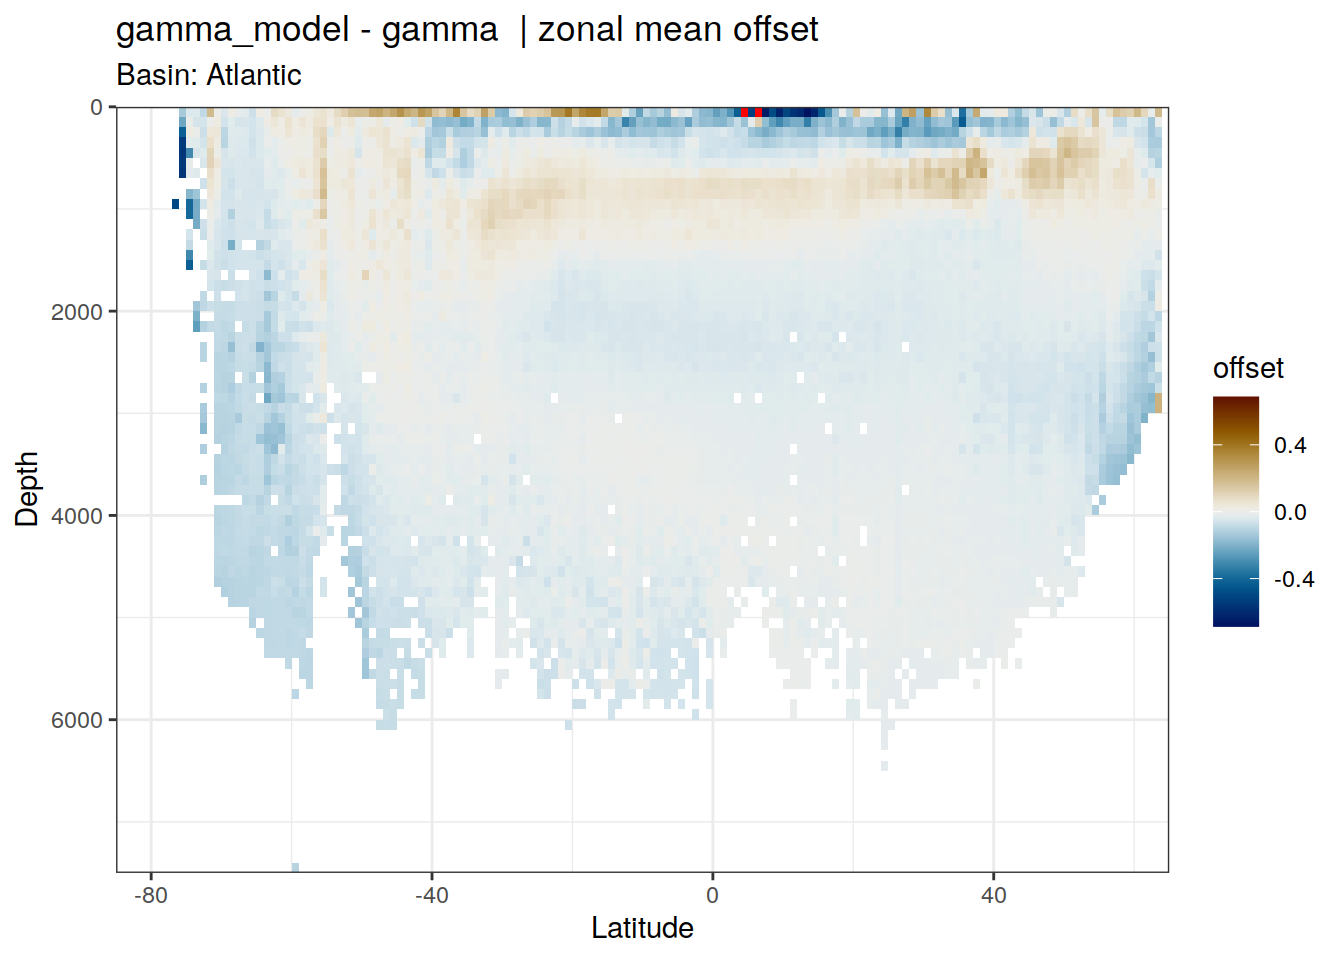 gamma_model - gamma  | zonal mean offset
Basin: Atlantic
0
2000
4000
6000
Depth
-80
-40
0
40
Latitude
offset
0.4
0.0
-0.4